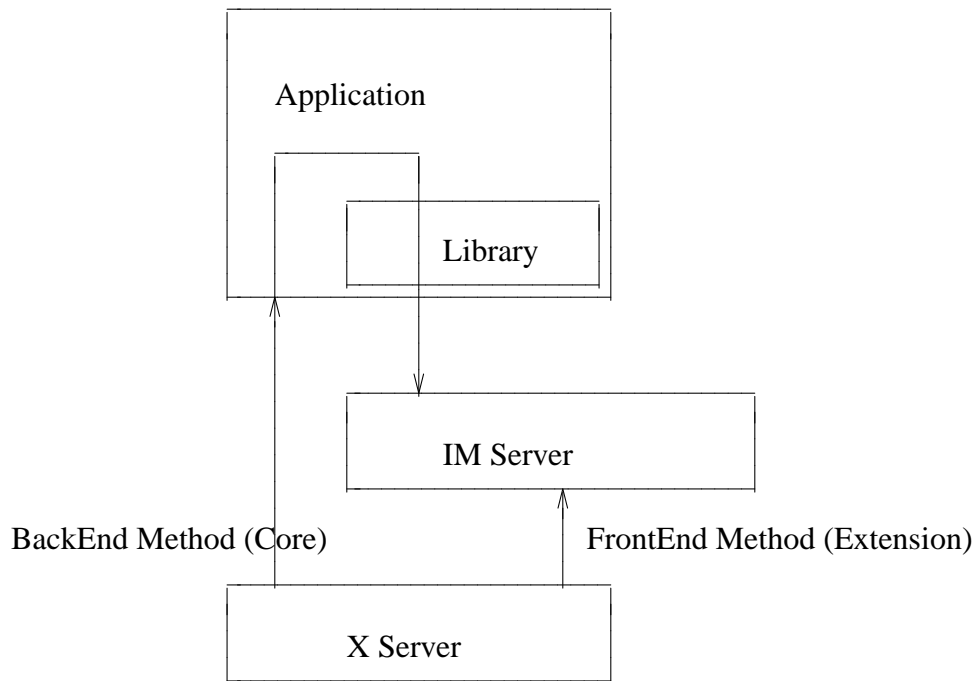 Application
Library
IM Server
BackEnd Method (Core)
FrontEnd Method (Extension)
X Server